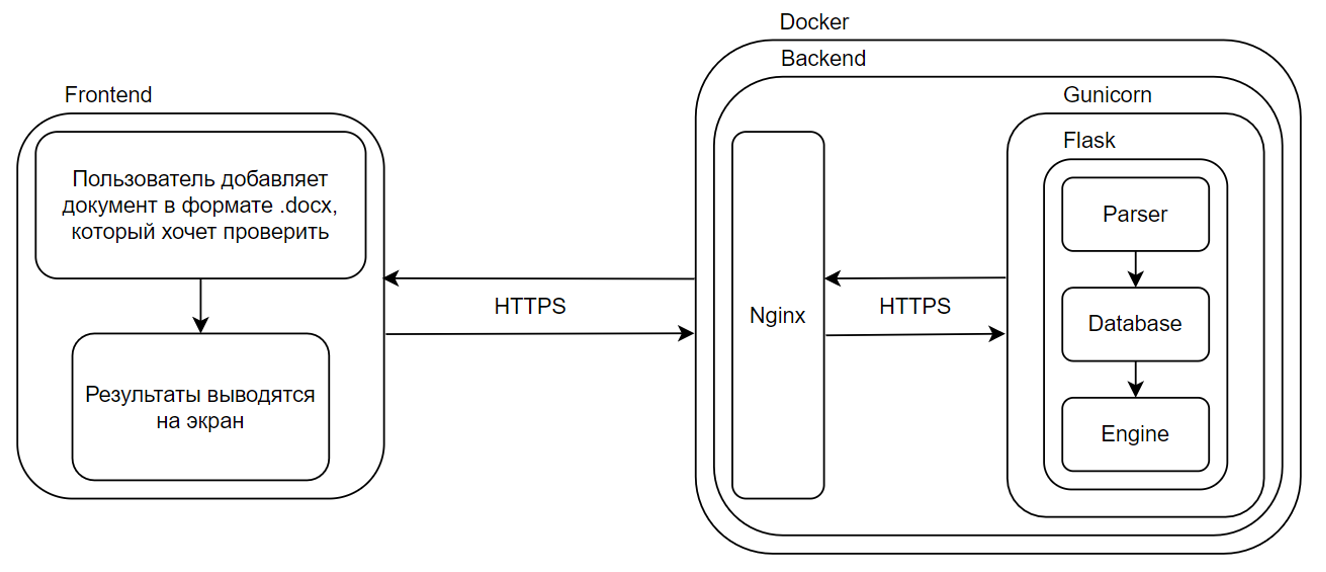 Frontend
Пользователь добавляет
документ в формате .docx,
который хочет проверить
Результаты выводятся
на экран
HTTPS
Docker
Backend
Nginx
HTTPS
Gunicorn
Flask
Parser
Database
Engine